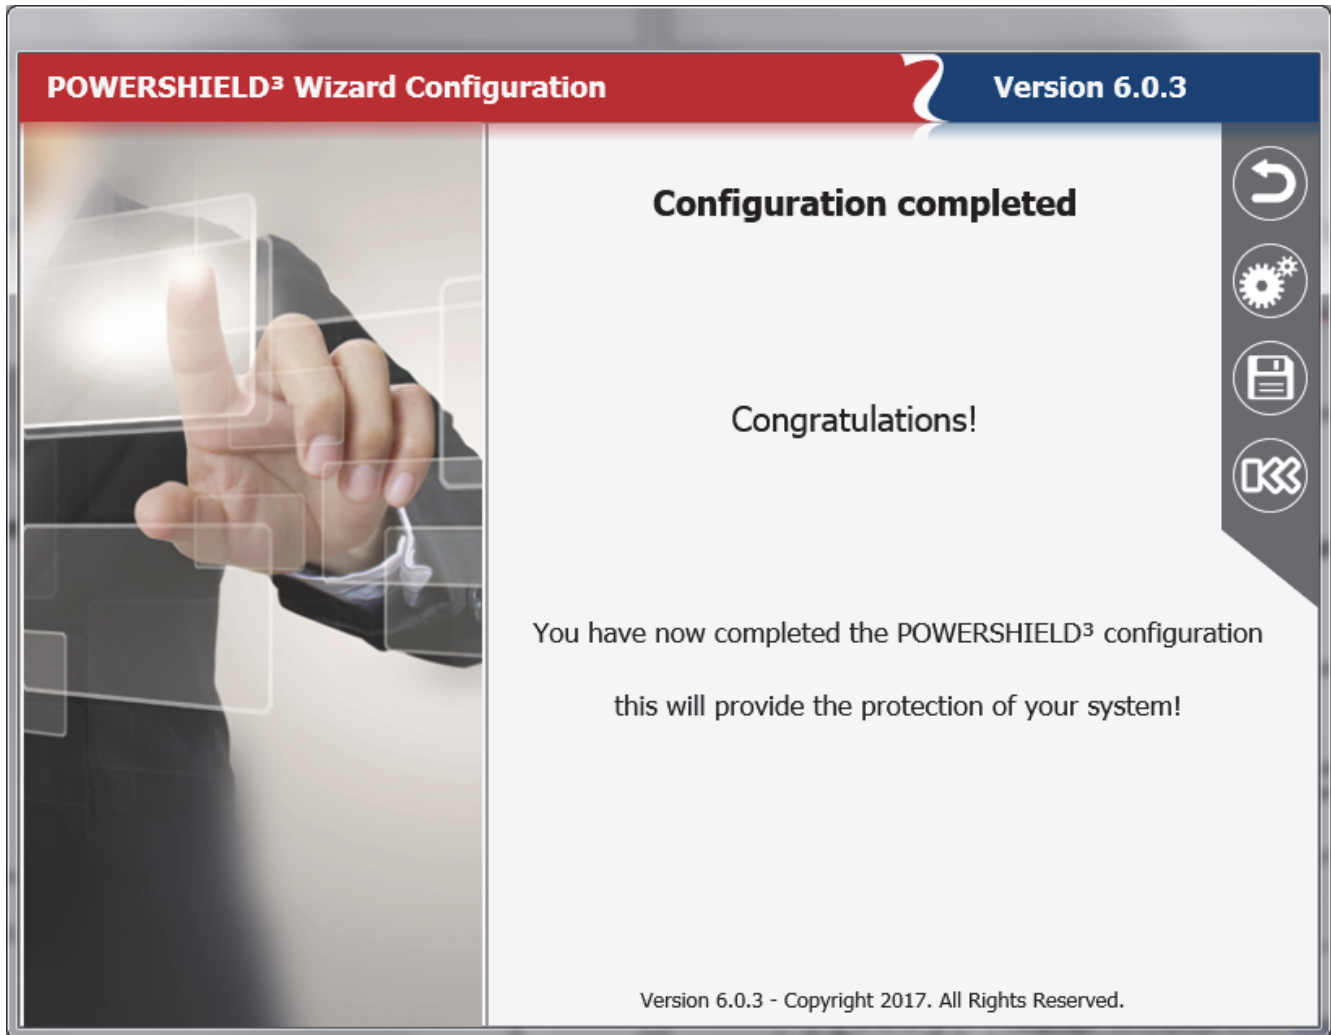 POWERSHIELD³ Wizard Configuration
Version 6.0.3
Configuration completed
Congratulations!
You have now completed the POWERSHIELD³ configuration
this will provide the protection of your system!
Version 6.0.3 - Copyright 2017. All Rights Reserved.